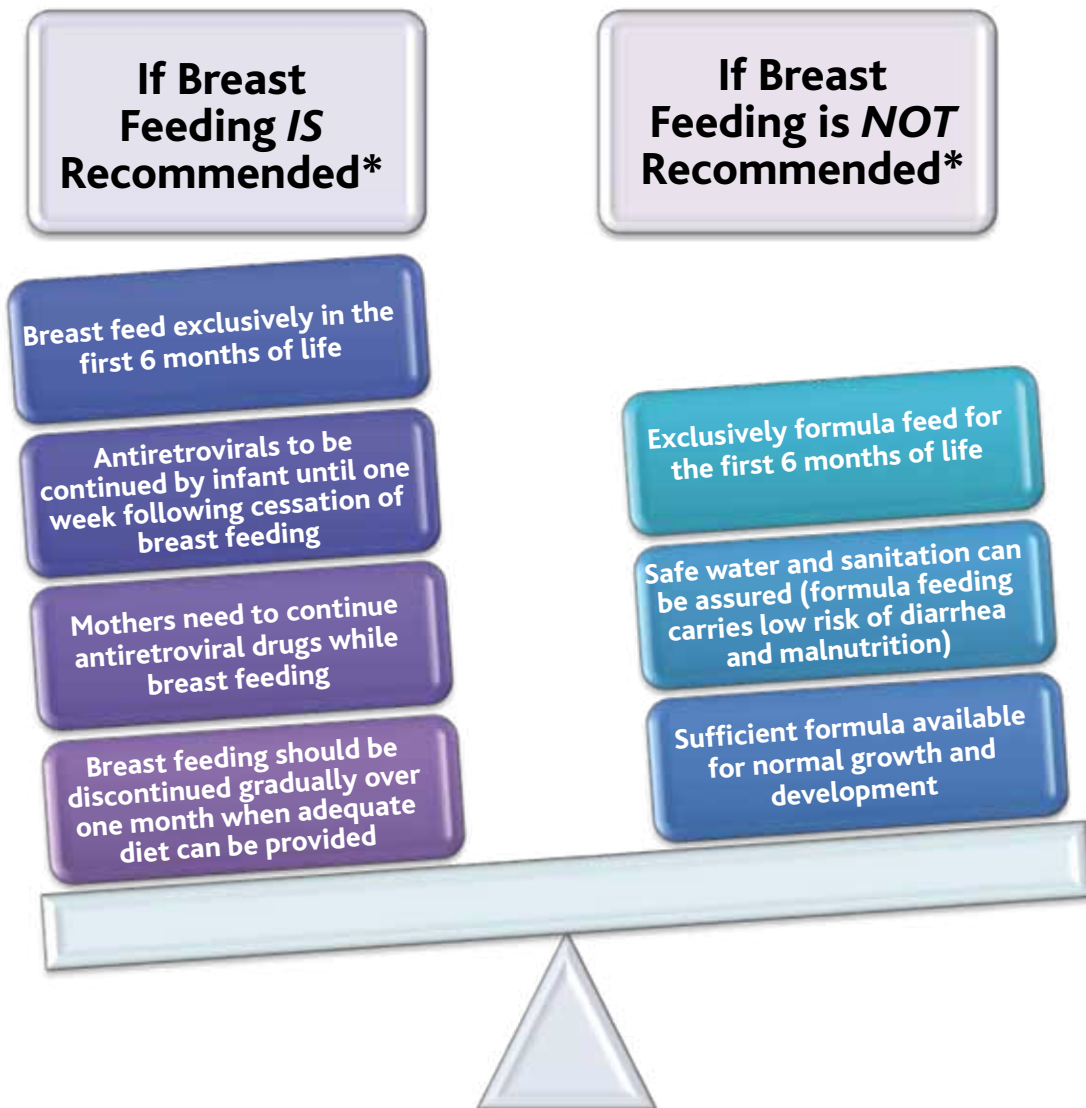 If Breast
Feeding IS
Recommended*
If Breast
Feeding is NOT
Recommended*
Breast feed exclusively in the
first 6 months of life
Antiretrovirals to be
continued by infant until one
week following cessation of
breast feeding
Mothers need to continue
antiretroviral drugs while
breast feeding
Breast feeding should be
discontinued gradually over
one month when adequate
diet can be provided
Exclusively formula feed for
the first 6 months of life
Safe water and sanitation can
be assured (formula feeding
carries low risk of diarrhea
and malnutrition)
Sufficient formula available
for normal growth and
development